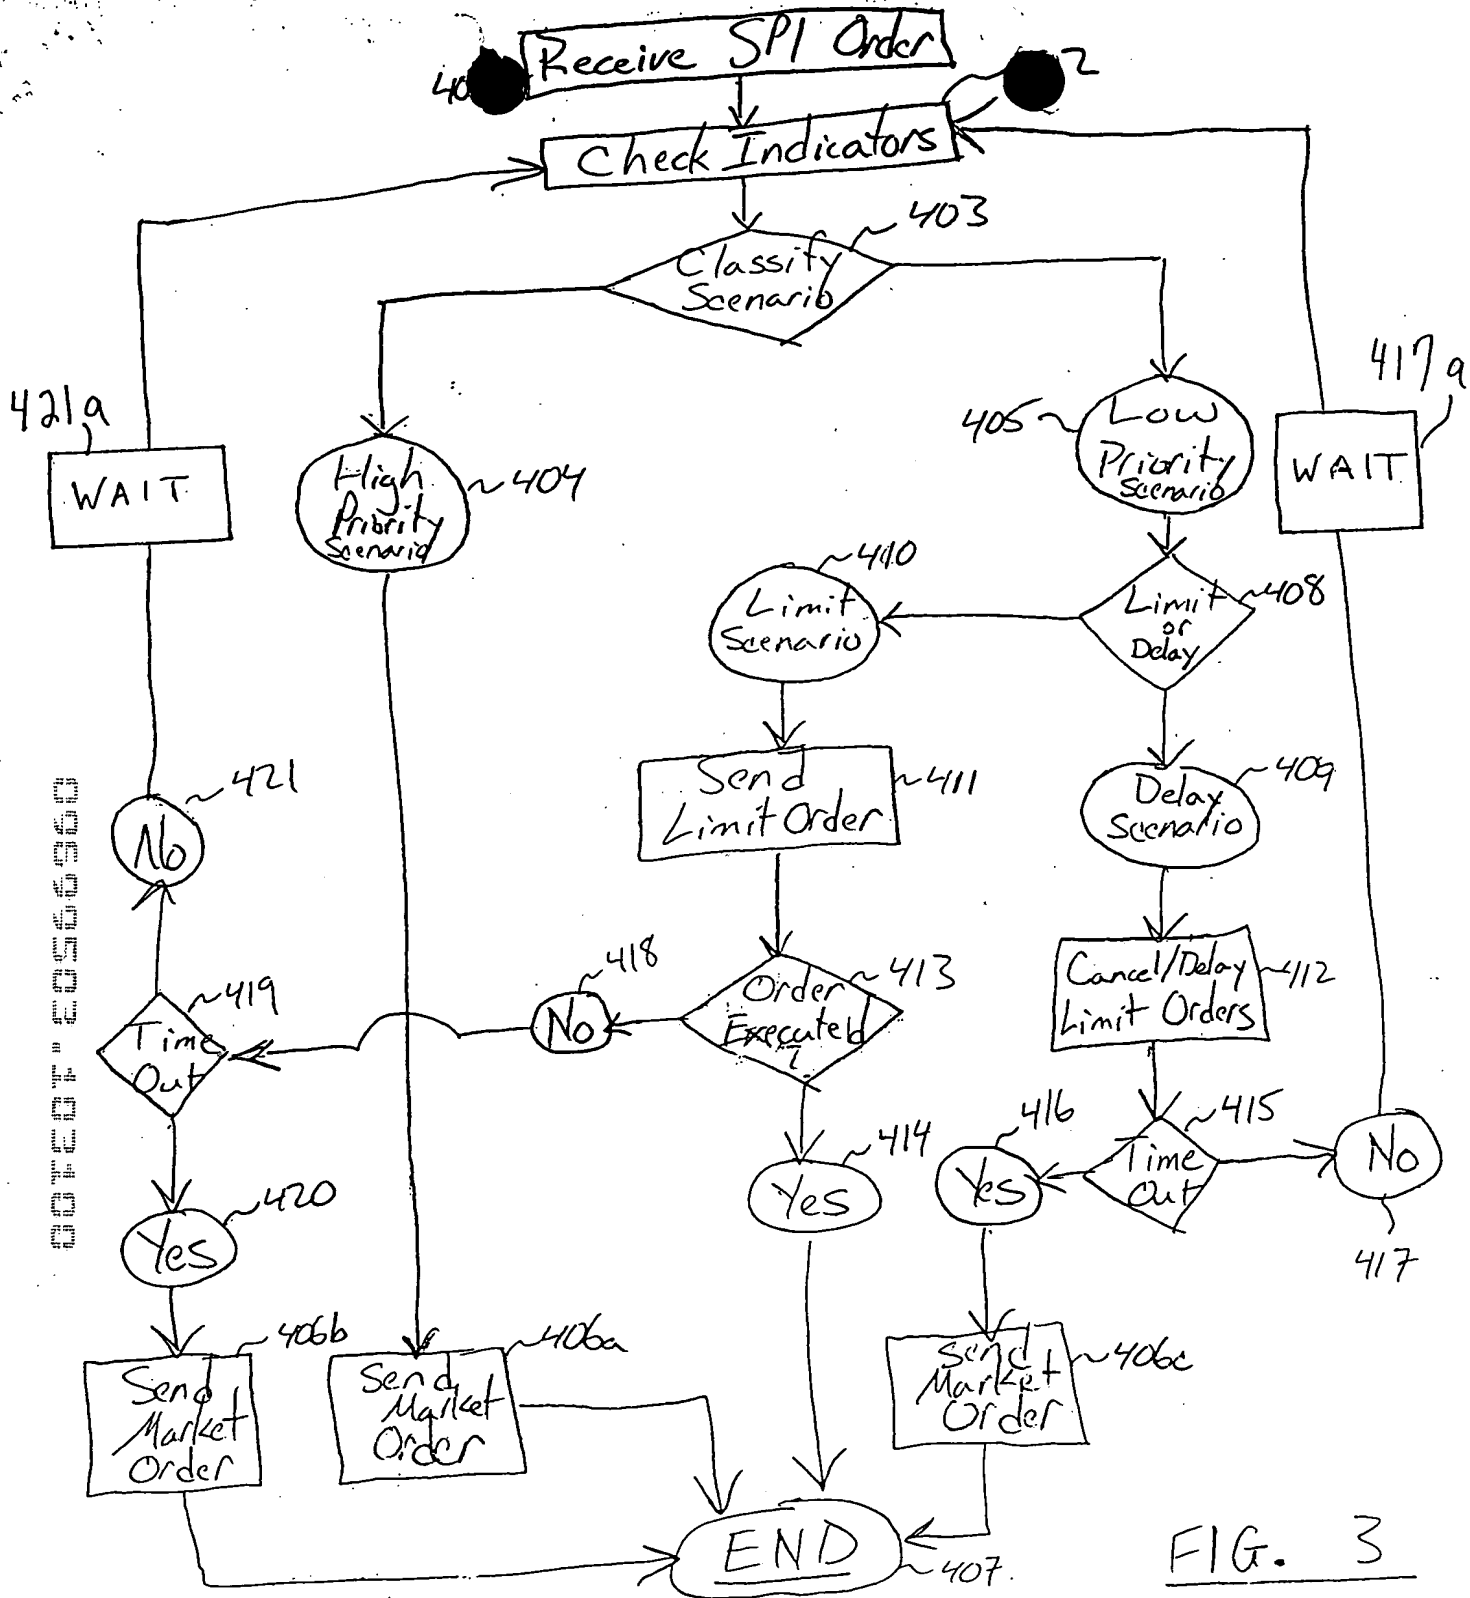 Receive SPI Order
40
2
Check Indicators
403
Classify
Scenario
417a
421a
405
Low
Priority
Scenario
WAIT
WAIT
High
Priority
Scenario
404
410
Limit
Scenario
408
Limit
or
Delay
421
No
Send
Limit Order
411
409
Delay
Scenario
419
Time
Out
418
No
413
Order
Executed
?
Cancel/Delay
Limit Orders
412
420
Yes
414
Yes
416
Yes
415
Time
Out
No
417
406b
Send
Market
Order
406a
Send
Market
Order
406c
Send
Market
Order
END
407
FIG. 3